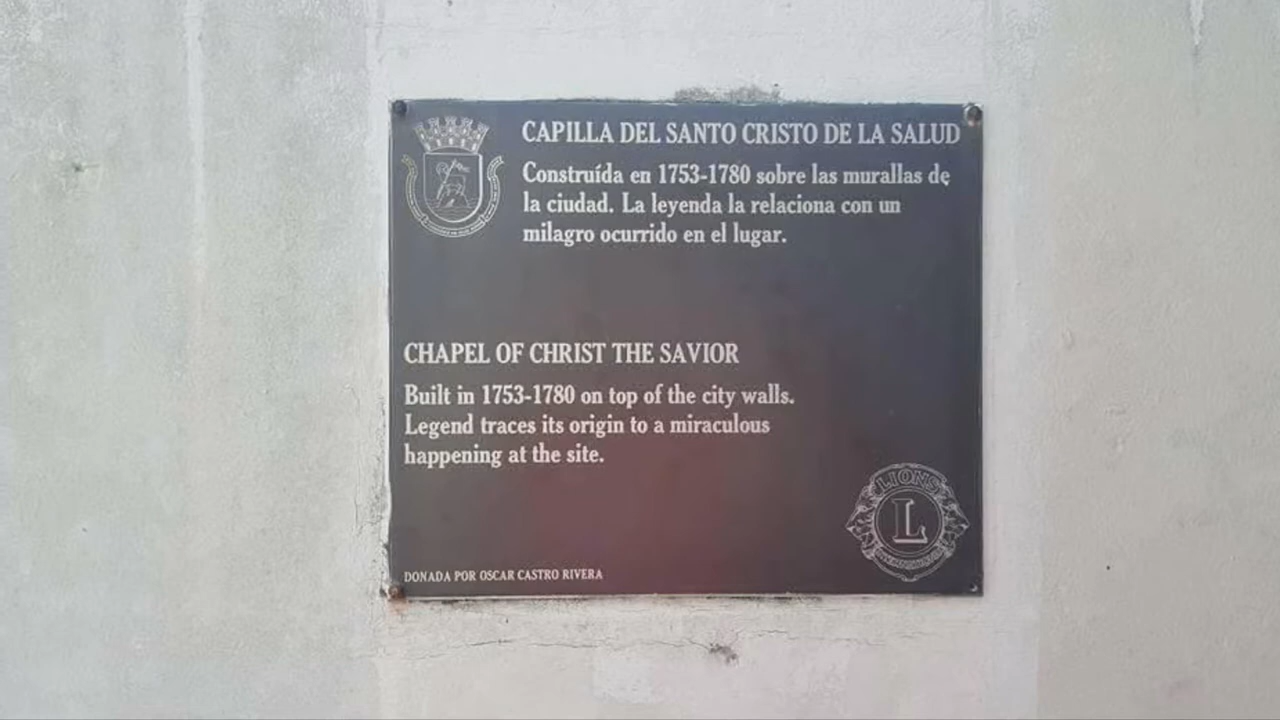 CAPILLA DEL SANTO CRISTO DE LA SALUD
Construída en 1753-1780 sobre las murallas de
la ciudad. La leyenda la relaciona con un
milagro ocurrido en el lugar.
CHAPEL OF CHRIST THE SAVIOR
Built in 1753-1780 on top of the city walls.
Legend traces its origin to a miraculous
happening at the site.
LIONS
L
DONADA POR OSCAR CASTRO RIVERA